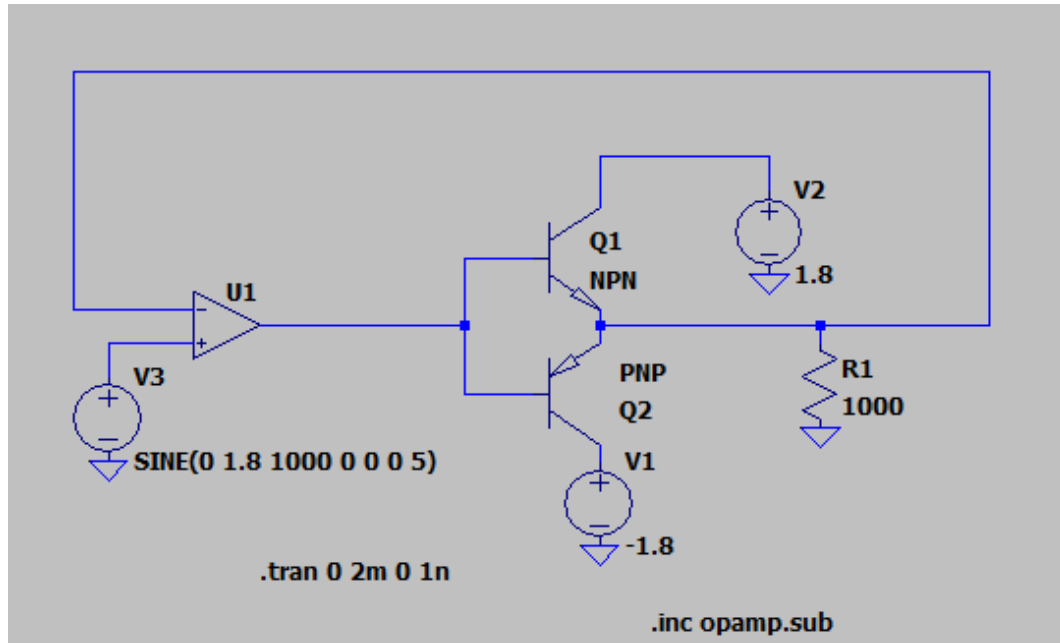 V2
Q1
NPN
1.8
U1
V3
PNP
Q2
R1
1000
SINE(0 1.8 1000 0 0 0 5)
V1
-1.8
.tran 0 2m 0 1n
.inc opamp.sub